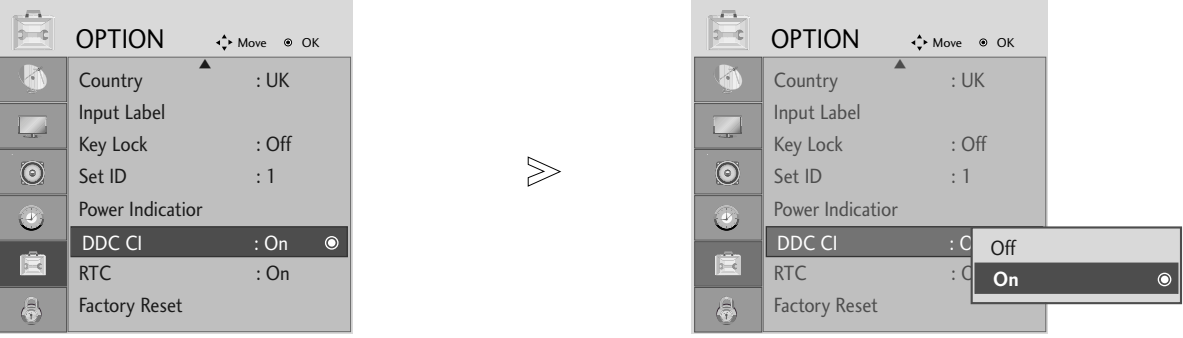 OPTION Move OK
Country : UK
Input Label
Key Lock : Off
Set ID : 1
Power Indicatior
DDC CI : On
RTC : On
Factory Reset
OPTION Move OK
Country : UK
Input Label
Key Lock : Off
Set ID : 1
Power Indicatior
DDC CI : O
RTC : O
Factory Reset
Off
On